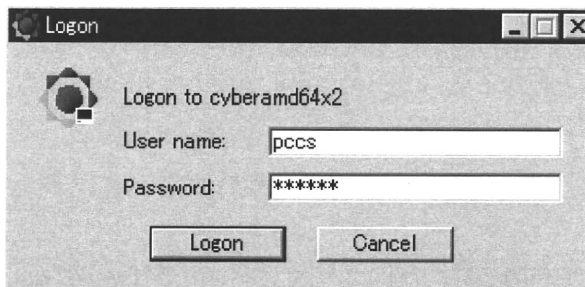 Logon
Logon to cyberamd64x2
User name: pccs
Password: ******
Logon Cancel